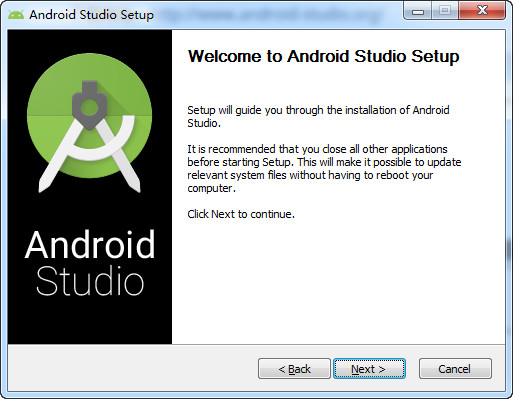 Android Studio Setup
http://www.android-studio.org/
Welcome to Android Studio Setup
Setup will guide you through the installation of Android
Studio.
It is recommended that you close all other applications
before starting Setup. This will make it possible to update
relevant system files without having to reboot your
computer.
Click Next to continue.
Android
Studio
< Back
Next >
Cancel